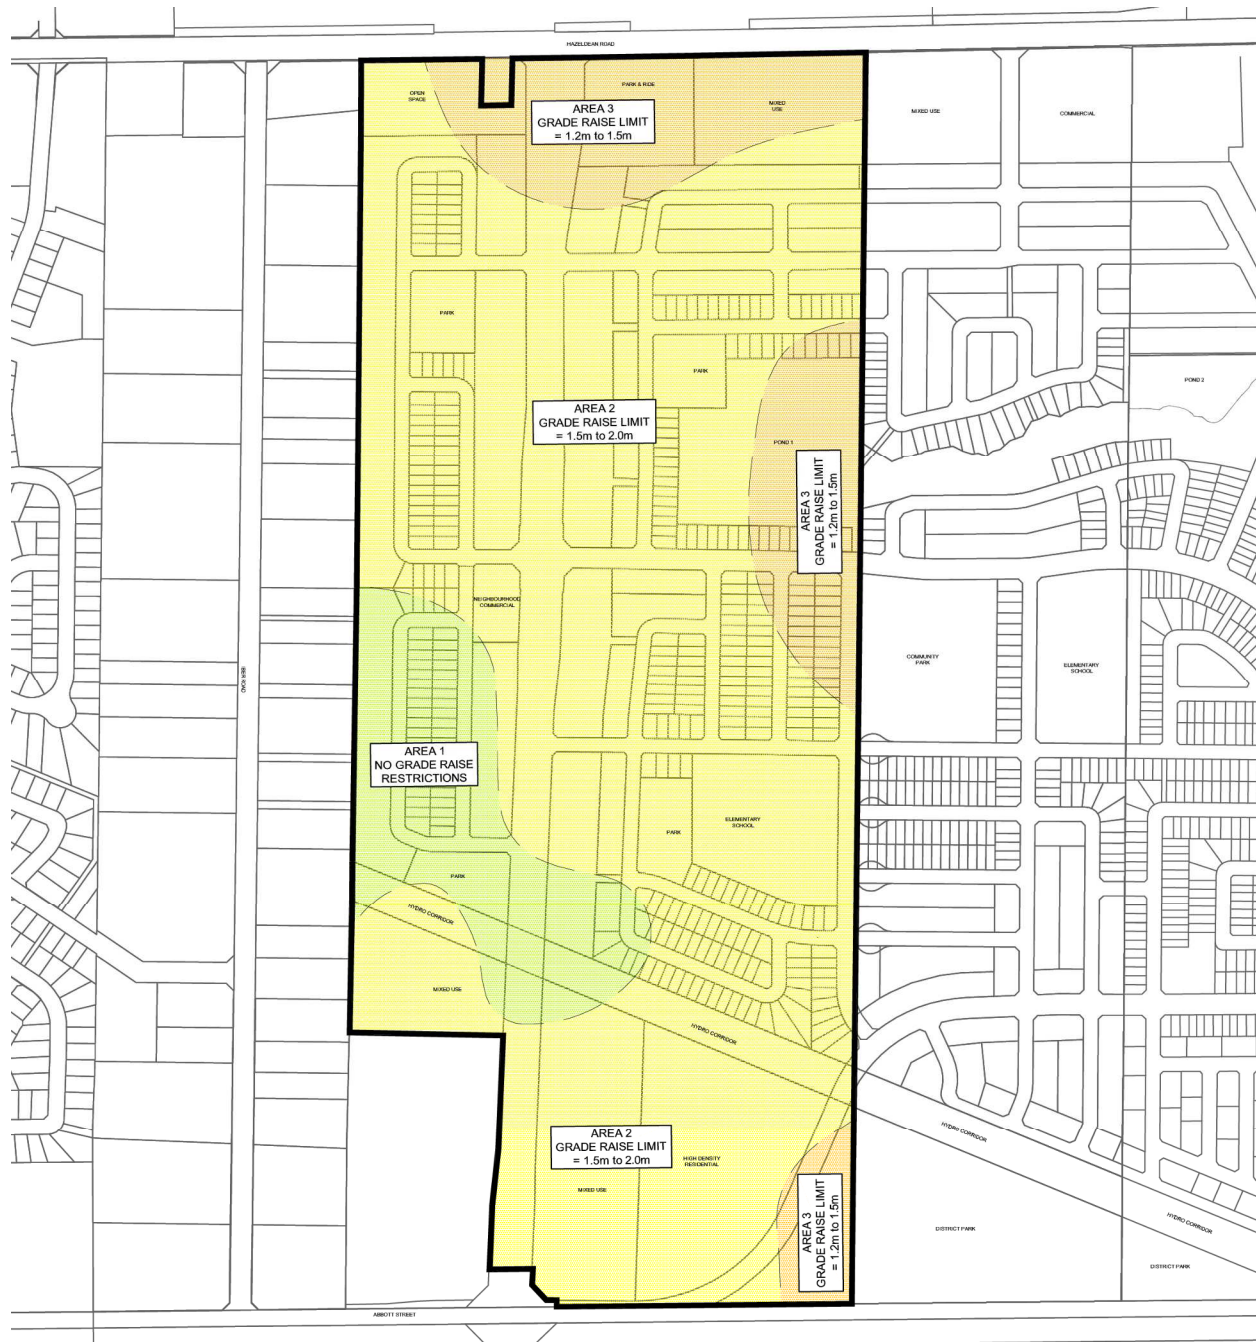 HAZELDEAN ROAD
OPEN
SPACE
PARK & RIDE
MIXED
USE
MIXED USE
COMMERCIAL
AREA 3
GRADE RAISE LIMIT
= 1.2m to 1.5m
PARK
PARK
POND 2
AREA 2
GRADE RAISE LIMIT
= 1.5m to 2.0m
POND 1
AREA 3
GRADE RAISE LIMIT
= 1.2m to 1.5m
NEIGHBOURHOOD
COMMERCIAL
IBER ROAD
COMMUNITY
PARK
ELEMENTARY
SCHOOL
AREA 1
NO GRADE RAISE
RESTRICTIONS
PARK
ELEMENTARY
SCHOOL
PARK
HYDRO CORRIDOR
MIXED USE
HYDRO CORRIDOR
HYDRO CORRIDOR
AREA 2
GRADE RAISE LIMIT
= 1.5m to 2.0m
HIGH DENSITY
RESIDENTIAL
MIXED USE
AREA 3
GRADE RAISE LIMIT
= 1.2m to 1.5m
DISTRICT PARK
HYDRO CORRIDOR
DISTRICT PARK
ABBOTT STREET